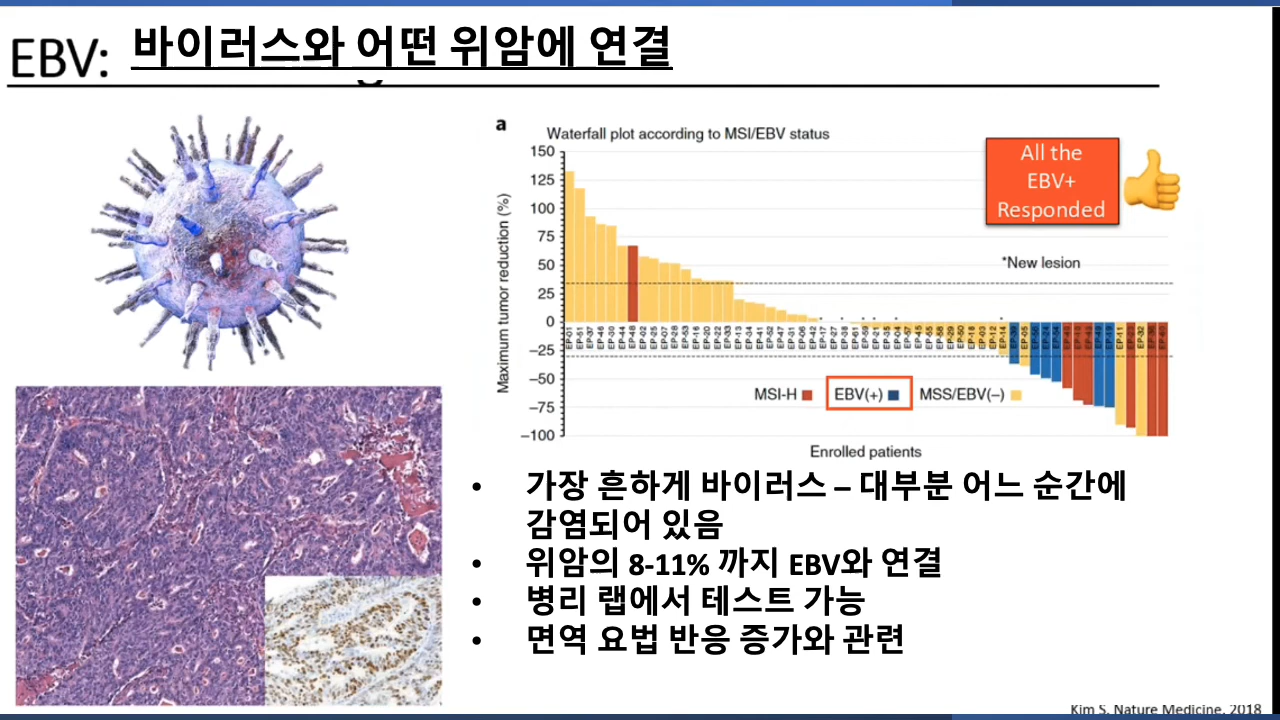 EBV: 바이러스와 어떤 위암에 연결
a
Waterfall plot according to MSI/EBV status
All the
EBV+
Responded
*New lesion
Maximum tumor reduction (%)
150
125
100
75
50
25
0
−25
−50
−75
−100
MSI-H
EBV(+)
MSS/EBV(−)
Enrolled patients
• 가장 흔하게 바이러스 – 대부분 어느 순간에
감염되어 있음
• 위암의 8-11% 까지 EBV와 연결
• 병리 랩에서 테스트 가능
• 면역 요법 반응 증가와 관련
Kim S, Nature Medicine, 2018